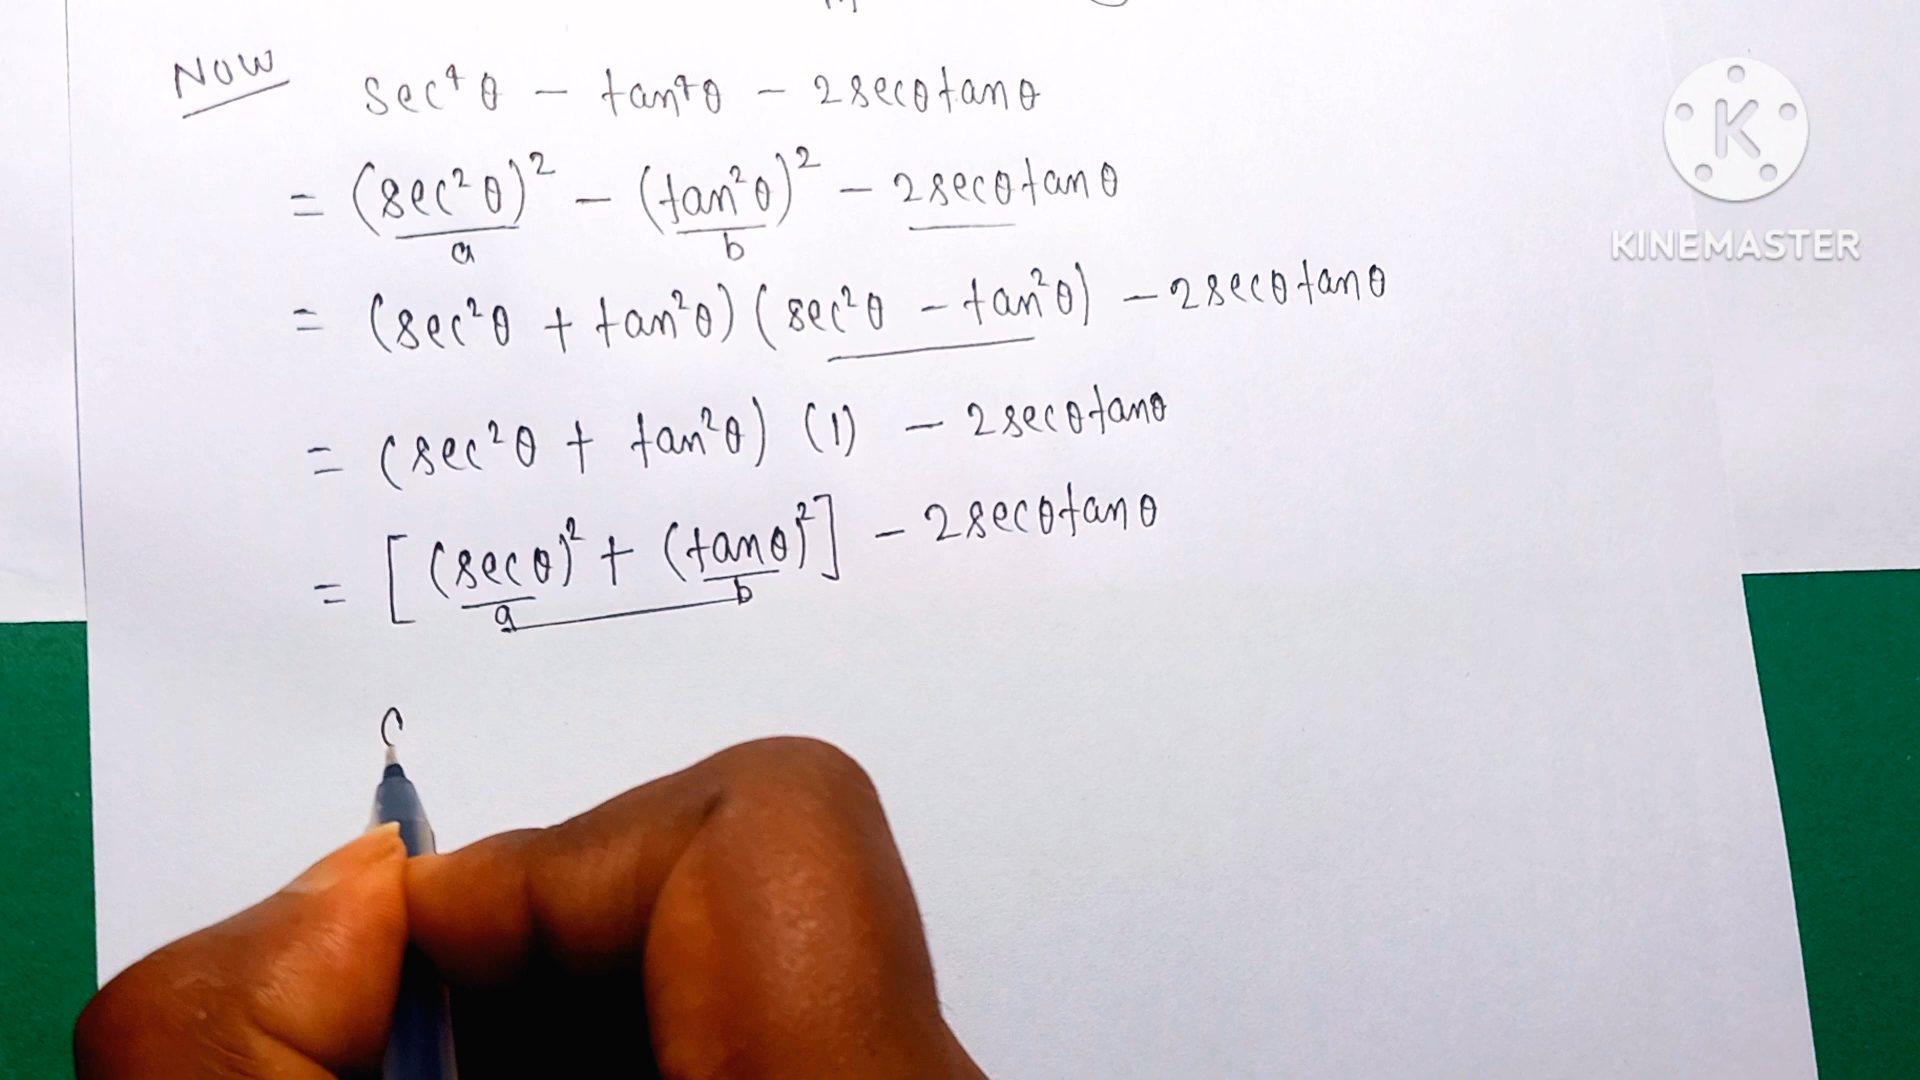 Now sec⁴θ - tan⁴θ - 2secθtanθ
= (sec²θ)² - (tan²θ)² - 2secθtanθ
a b
= (sec²θ + tan²θ)(sec²θ - tan²θ) - 2secθtanθ
= (sec²θ + tan²θ) (1) - 2secθtanθ
= [(secθ)² + (tanθ)²] - 2secθtanθ
a b
(
K
KINEMASTER